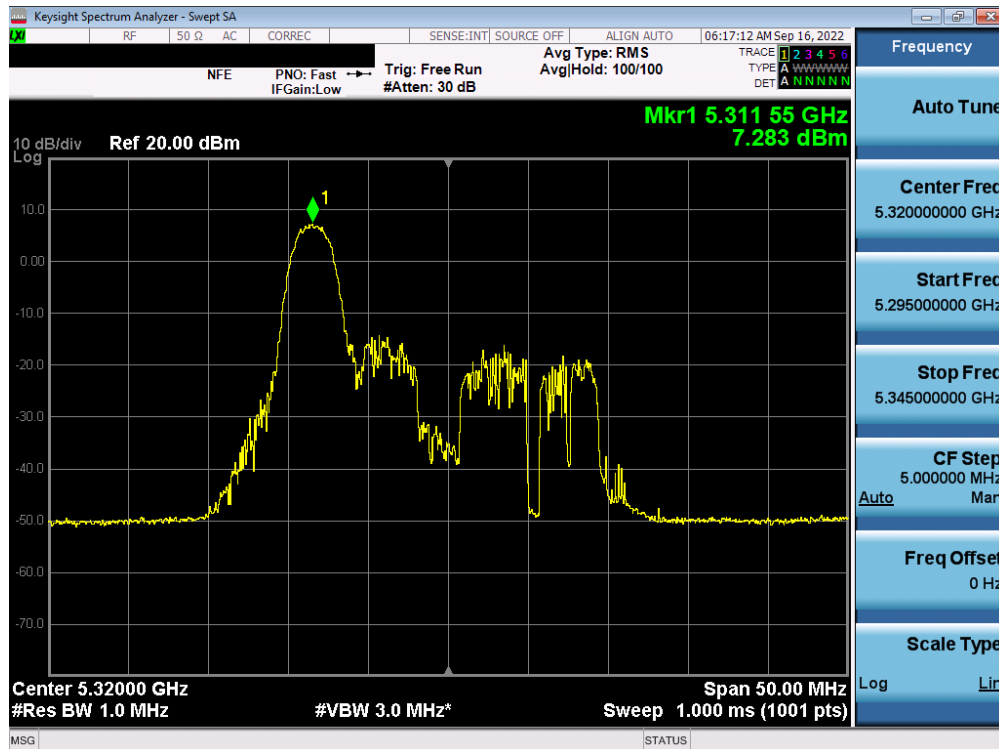 Keysight Spectrum Analyzer - Swept SA
LXI RF 50 Ω AC CORREC SENSE:INT SOURCE OFF ALIGN AUTO 06:17:12 AM Sep 16, 2022
NFE PNO: Fast Trig: Free Run Avg Type: RMS TRACE 1 2 3 4 5 6
IFGain:Low #Atten: 30 dB Avg|Hold: 100/100 TYPE A WWWWW
DET A N N N N N
Mkr1 5.311 55 GHz
7.283 dBm
10 dB/div Ref 20.00 dBm
Log
1
10.0
0.00
-10.0
-20.0
-30.0
-40.0
-50.0
-60.0
-70.0
Center 5.32000 GHz Span 50.00 MHz
#Res BW 1.0 MHz #VBW 3.0 MHz* Sweep 1.000 ms (1001 pts)
MSG STATUS
Frequency
Auto Tune
Center Freq
5.320000000 GHz
Start Freq
5.295000000 GHz
Stop Freq
5.345000000 GHz
CF Step
5.000000 MHz
Auto Man
Freq Offset
0 Hz
Scale Type
Log Lin